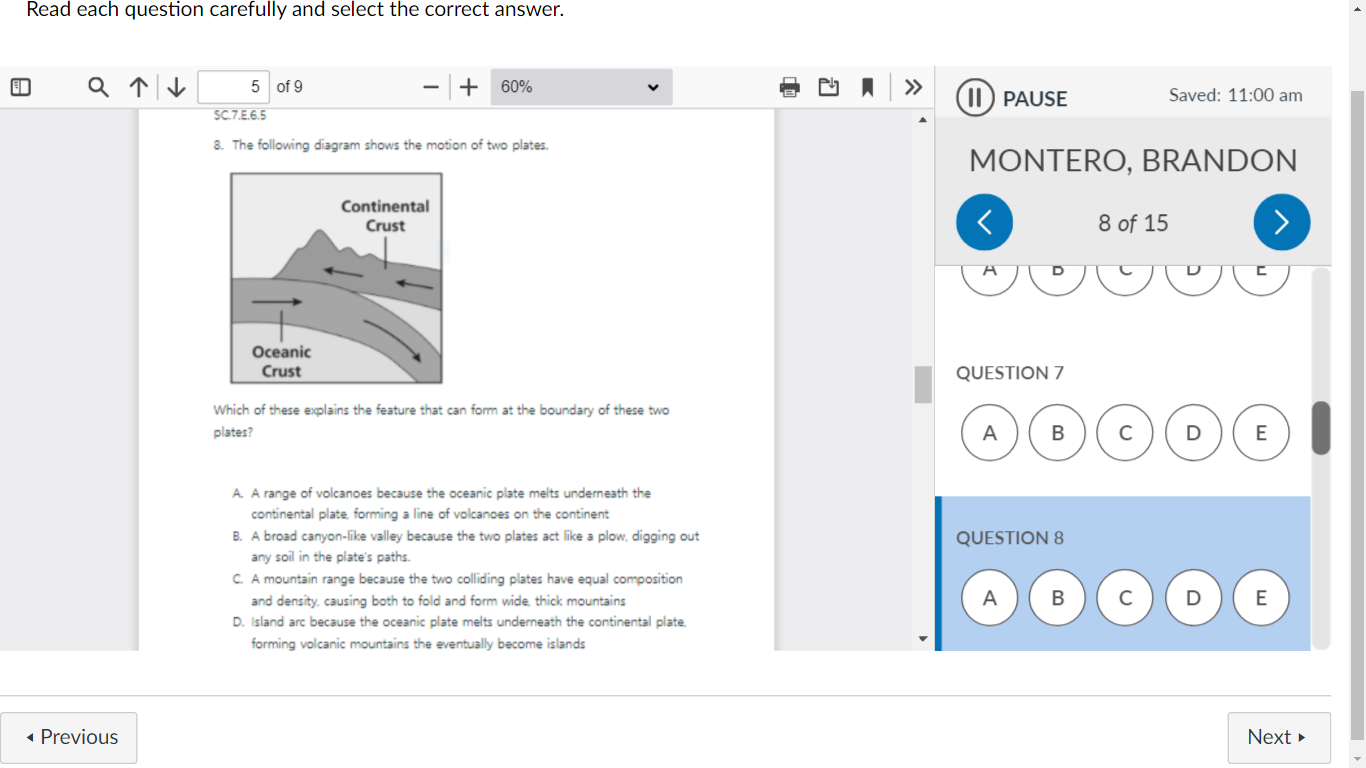 Read each question carefully and select the correct answer.
5 of 9
60%
PAUSE
Saved: 11:00 am
SC.7.E.6.5
8. The following diagram shows the motion of two plates.
Continental
Crust
Oceanic
Crust
Which of these explains the feature that can form at the boundary of these two
plates?
A. A range of volcanoes because the oceanic plate melts underneath the
continental plate, forming a line of volcanoes on the continent
B. A broad canyon-like valley because the two plates act like a plow, digging out
any soil in the plate's paths.
C. A mountain range because the two colliding plates have equal composition
and density, causing both to fold and form wide, thick mountains
D. Island arc because the oceanic plate melts underneath the continental plate,
forming volcanic mountains the eventually become islands
MONTERO, BRANDON
8 of 15
A B C D E
QUESTION 7
A B C D E
QUESTION 8
A B C D E
Previous
Next